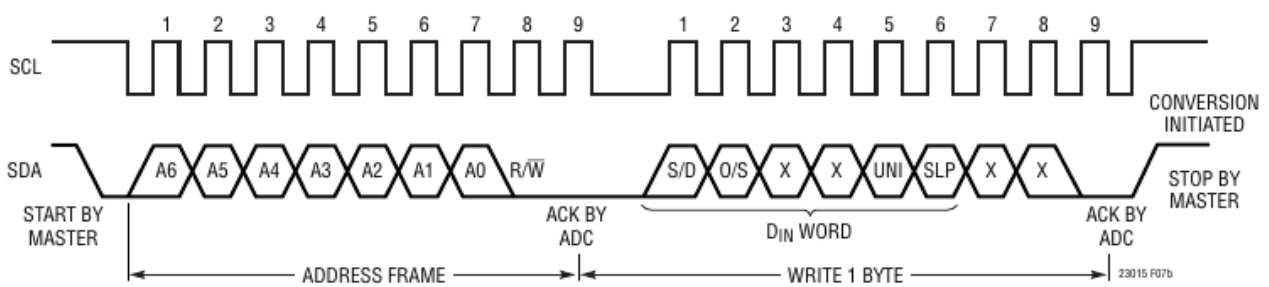 1 2 3 4 5 6 7 8 9 1 2 3 4 5 6 7 8 9
SCL
CONVERSION
INITIATED
SDA A6 A5 A4 A3 A2 A1 A0 R/W̅ S/D O/S X X UNI SLP X X
STOP BY
MASTER
START BY
MASTER
ACK BY
ADC
DIN WORD
ACK BY
ADC
ADDRESS FRAME WRITE 1 BYTE 23015 F07b